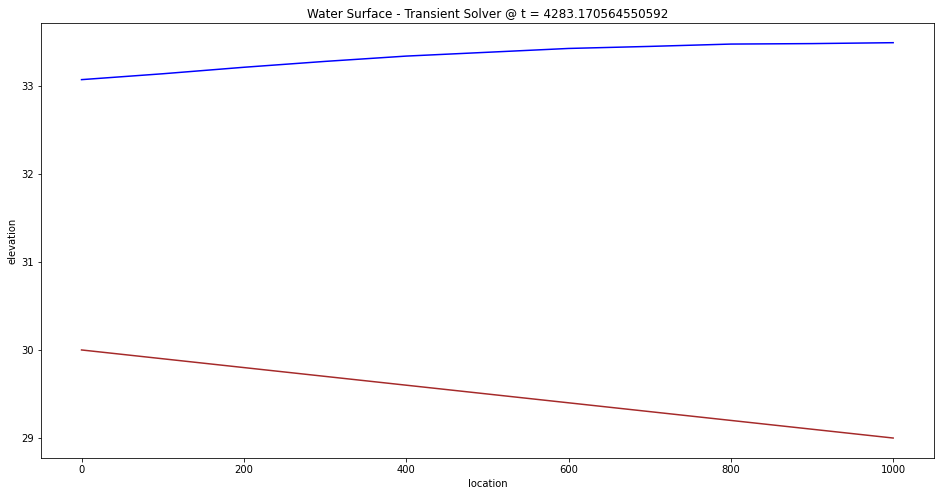 Water Surface - Transient Solver @ t = 4283.170564550592
33
32
31
30
29
elevation
0 200 400 600 800 1000
location